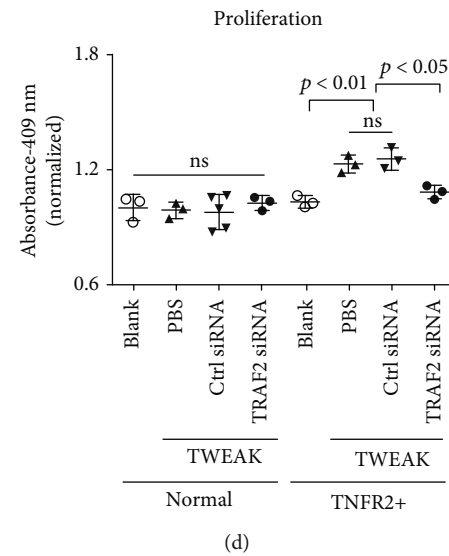 Proliferation
Absorbance-409 nm
(normalized)
1.8
1.2
0.6
ns
p < 0.01
p < 0.05
ns
Blank
PBS
Ctrl siRNA
TRAF2 siRNA
Blank
PBS
Ctrl siRNA
TRAF2 siRNA
TWEAK
TWEAK
Normal
TNFR2+
(d)